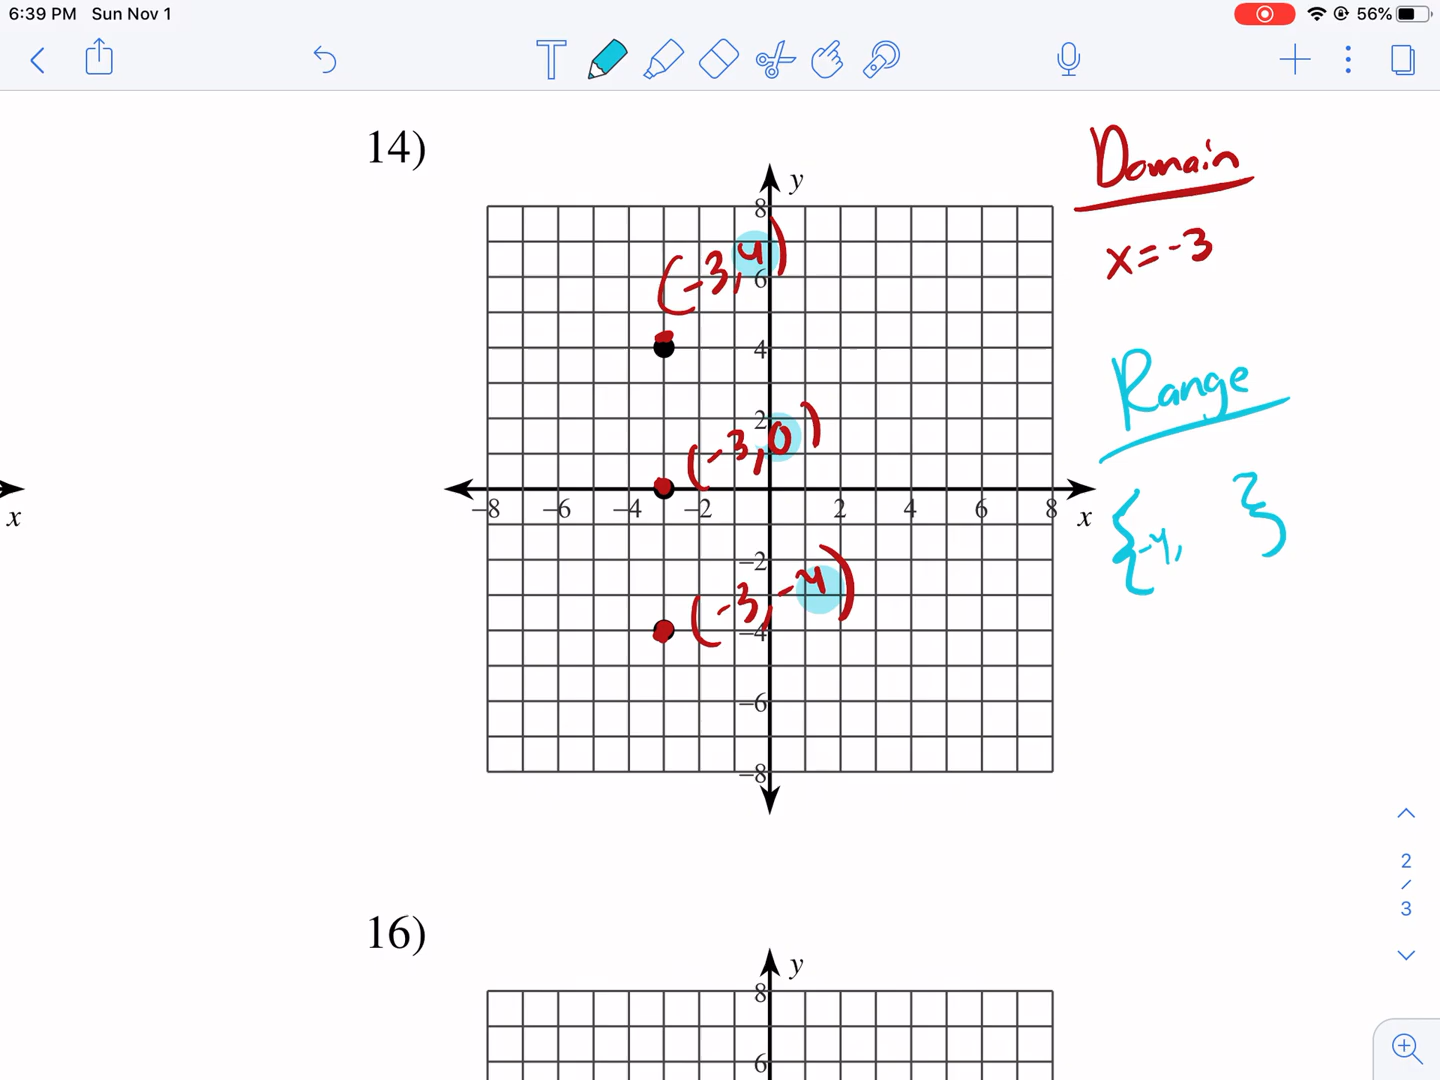 6:39 PM Sun Nov 1
56%
T
14)
Domain
x=-3
Range
{-4, }
y
8
6
4
2
-2
-4
-6
-8
-8 -6 -4 -2 2 4 6 8 x
(-3,4)
(-3,0)
(-3,-4)
x
2
/
3
16)
y
8
6